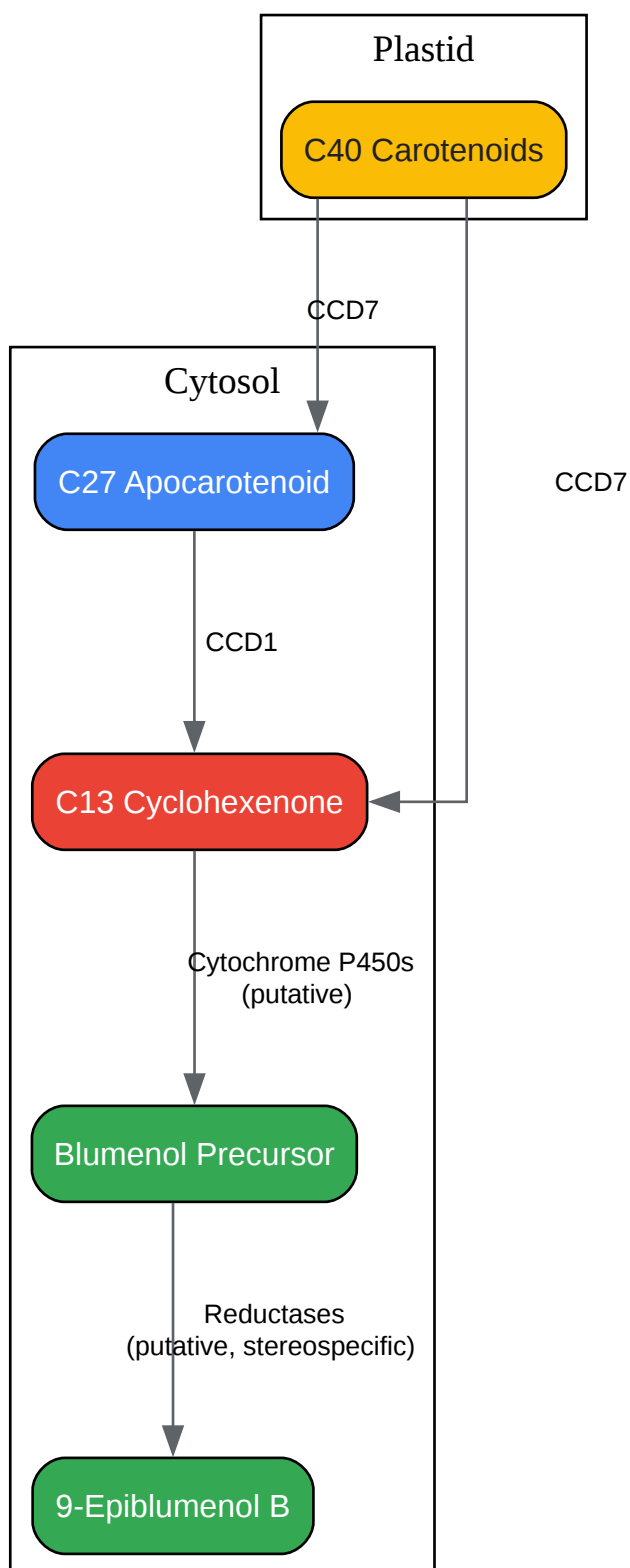 Plastid
C40 Carotenoids
CCD7
Cytosol
C27 Apocarotenoid
CCD7
CCD1
C13 Cyclohexenone
Cytochrome P450s
(putative)
Blumenol Precursor
Reductases
(putative, stereospecific)
9-Epiblumenol B